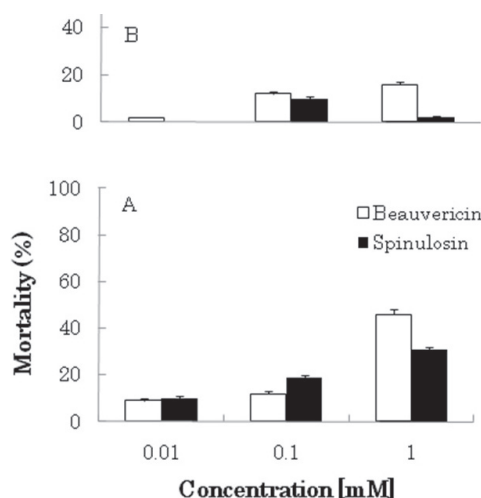 40
B
20
0
100
A
80
Beauvericin
Spinulosin
60
40
20
0
Mortality (%)
0.01 0.1 1
Concentration [mM]